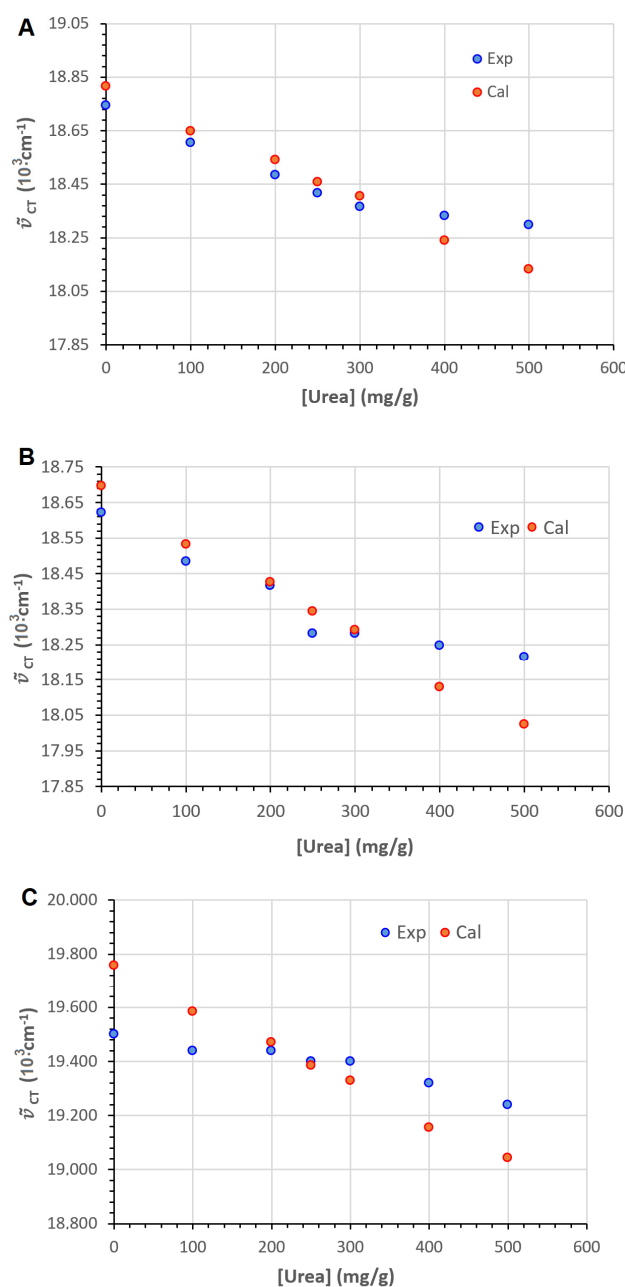 A
19.05
18.85
18.65
18.45
18.25
18.05
17.85
ν̃ CT (10³·cm⁻¹)
Exp
Cal
0 100 200 300 400 500 600
[Urea] (mg/g)
B
18.75
18.65
18.55
18.45
18.35
18.25
18.15
18.05
17.95
17.85
ν̃ CT (10³·cm⁻¹)
Exp Cal
0 100 200 300 400 500 600
[Urea] (mg/g)
C
20.000
19.800
19.600
19.400
19.200
19.000
18.800
ν̃ CT (10³·cm⁻¹)
Exp Cal
0 100 200 300 400 500 600
[Urea] (mg/g)